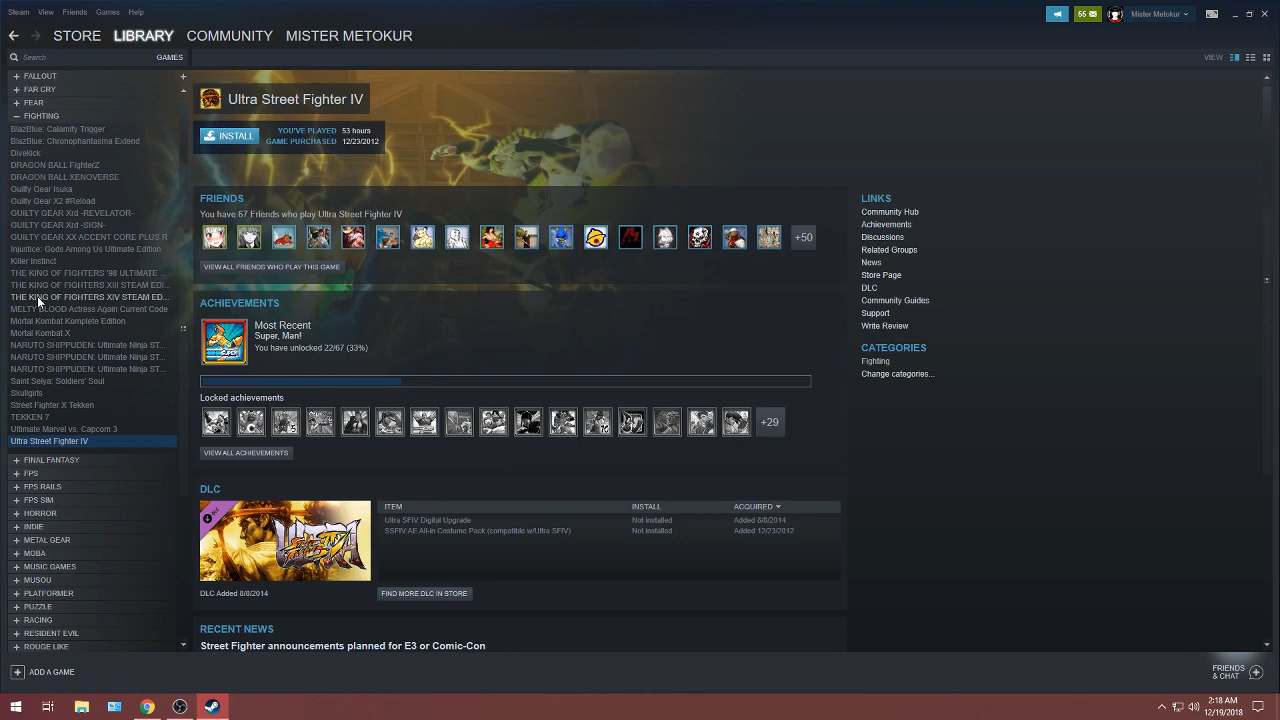 Steam View Friends Games Help
55 Mister Metokur
STORE LIBRARY COMMUNITY MISTER METOKUR
Search GAMES VIEW
FALLOUT
FAR CRY
FEAR
FIGHTING
BlazBlue: Calamity Trigger
BlazBlue: Chronophantasma Extend
Divekick
DRAGON BALL FighterZ
DRAGON BALL XENOVERSE
Guilty Gear Isuka
Guilty Gear X2 #Reload
GUILTY GEAR Xrd -REVELATOR-
GUILTY GEAR Xrd -SIGN-
GUILTY GEAR XX ACCENT CORE PLUS R
Injustice: Gods Among Us Ultimate Edition
Killer Instinct
THE KING OF FIGHTERS '98 ULTIMATE ...
THE KING OF FIGHTERS XIII STEAM EDI...
THE KING OF FIGHTERS XIV STEAM ED...
MELTY BLOOD Actress Again Current Code
Mortal Kombat Komplete Edition
Mortal Kombat X
NARUTO SHIPPUDEN: Ultimate Ninja ST...
NARUTO SHIPPUDEN: Ultimate Ninja ST...
NARUTO SHIPPUDEN: Ultimate Ninja ST...
Saint Seiya: Soldiers' Soul
Skullgirls
Street Fighter X Tekken
TEKKEN 7
Ultimate Marvel vs. Capcom 3
Ultra Street Fighter IV
FINAL FANTASY
FPS
FPS RAILS
FPS SIM
HORROR
INDIE
METAL GEAR
MOBA
MUSIC GAMES
MUSOU
PLATFORMER
PUZZLE
RACING
RESIDENT EVIL
ROUGE LIKE
Ultra Street Fighter IV
INSTALL
YOU'VE PLAYED 53 hours
GAME PURCHASED 12/23/2012
FRIENDS
You have 67 Friends who play Ultra Street Fighter IV
+50
VIEW ALL FRIENDS WHO PLAY THIS GAME
ACHIEVEMENTS
Most Recent
Super, Man!
You have unlocked 22/67 (33%)
SUPER
Locked achievements
+29
VIEW ALL ACHIEVEMENTS
DLC
DLC
ULTRA
ITEM INSTALL ACQUIRED
Ultra SFIV Digital Upgrade Not installed Added 8/8/2014
SSFIV AE All-in Costume Pack (compatible w/Ultra SFIV) Not installed Added 12/23/2012
DLC Added 8/8/2014
FIND MORE DLC IN STORE
RECENT NEWS
Street Fighter announcements planned for E3 or Comic-Con
LINKS
Community Hub
Achievements
Discussions
Related Groups
News
Store Page
DLC
Community Guides
Support
Write Review
CATEGORIES
Fighting
Change categories...
ADD A GAME
FRIENDS
& CHAT
2:18 AM
12/19/2018